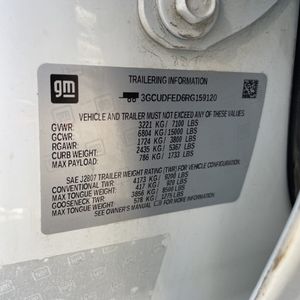 gm
TRAILERING INFORMATION
3GCUDFED6RG159120
VEHICLE AND TRAILER MUST NOT EXCEED ANY OF THESE VALUES
GVWR: 3221 KG/ 7100 LBS
GCWR: 6804 KG/15000 LBS
RGAWR: 1724 KG/ 3800 LBS
CURB WEIGHT: 2435 KG/ 5367 LBS
MAX PAYLOAD: 786 KG/ 1733 LBS
SAE J2807 TRAILER WEIGHT RATING (TWR) FOR VEHICLE CONFIGURATION.
CONVENTIONAL TWR: 4173 KG/ 9200 LBS
TONGUE WEIGHT: 417 KG/ 920 LBS
GOOSENECK TWR: 3856 KG/ 8500 LBS
TONGUE WEIGHT: 578 KG/ 1275 LBS
SEE OWNER'S MANUAL FOR MORE INFORMATION